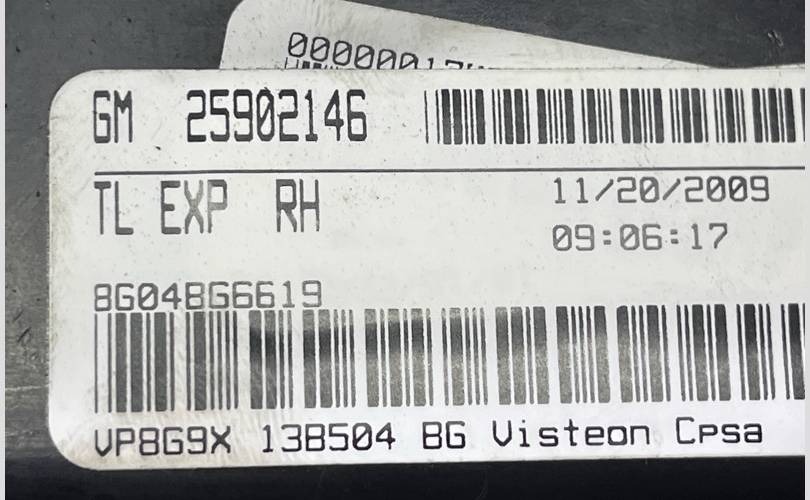 GM 25902146
TL EXP RH
11/20/2009
09:06:17
8G04BG6619
VP8G9X 13B504 BG Visteon Cpsa